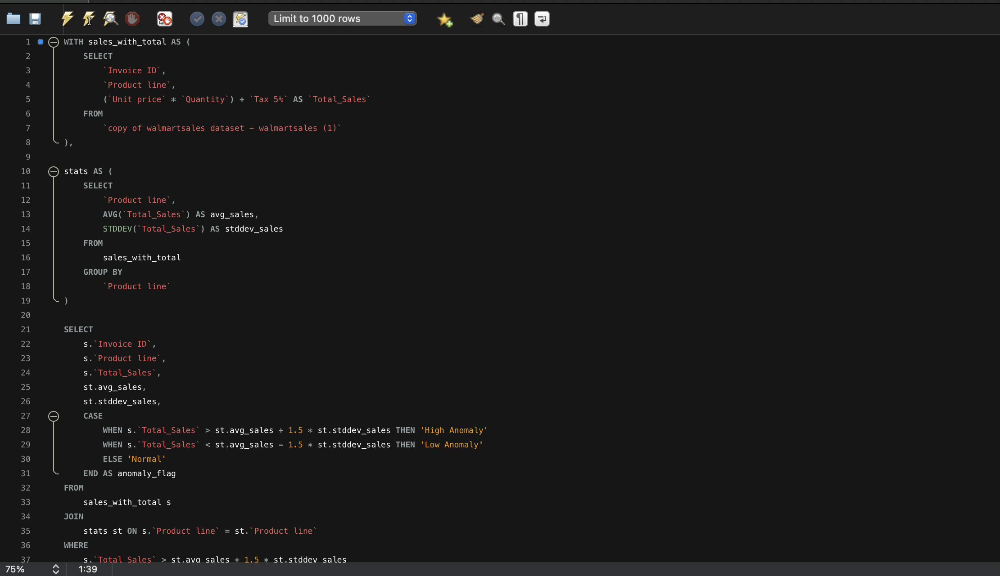 Limit to 1000 rows
1 WITH sales_with_total AS (
2 SELECT
3 `Invoice ID`,
4 `Product line`,
5 (`Unit price` * `Quantity`) + `Tax 5%` AS `Total_Sales`
6 FROM
7 `copy of walmartsales dataset - walmartsales (1)`
8 ),
9
10 stats AS (
11 SELECT
12 `Product line`,
13 AVG(`Total_Sales`) AS avg_sales,
14 STDDEV(`Total_Sales`) AS stddev_sales
15 FROM
16 sales_with_total
17 GROUP BY
18 `Product line`
19 )
20
21 SELECT
22 s.`Invoice ID`,
23 s.`Product line`,
24 s.`Total_Sales`,
25 st.avg_sales,
26 st.stddev_sales,
27 CASE
28 WHEN s.`Total_Sales` > st.avg_sales + 1.5 * st.stddev_sales THEN 'High Anomaly'
29 WHEN s.`Total_Sales` < st.avg_sales - 1.5 * st.stddev_sales THEN 'Low Anomaly'
30 ELSE 'Normal'
31 END AS anomaly_flag
32 FROM
33 sales_with_total s
34 JOIN
35 stats st ON s.`Product line` = st.`Product line`
36 WHERE
37 s.`Total_Sales` > st.avg_sales + 1.5 * st.stddev_sales
75% 1:39